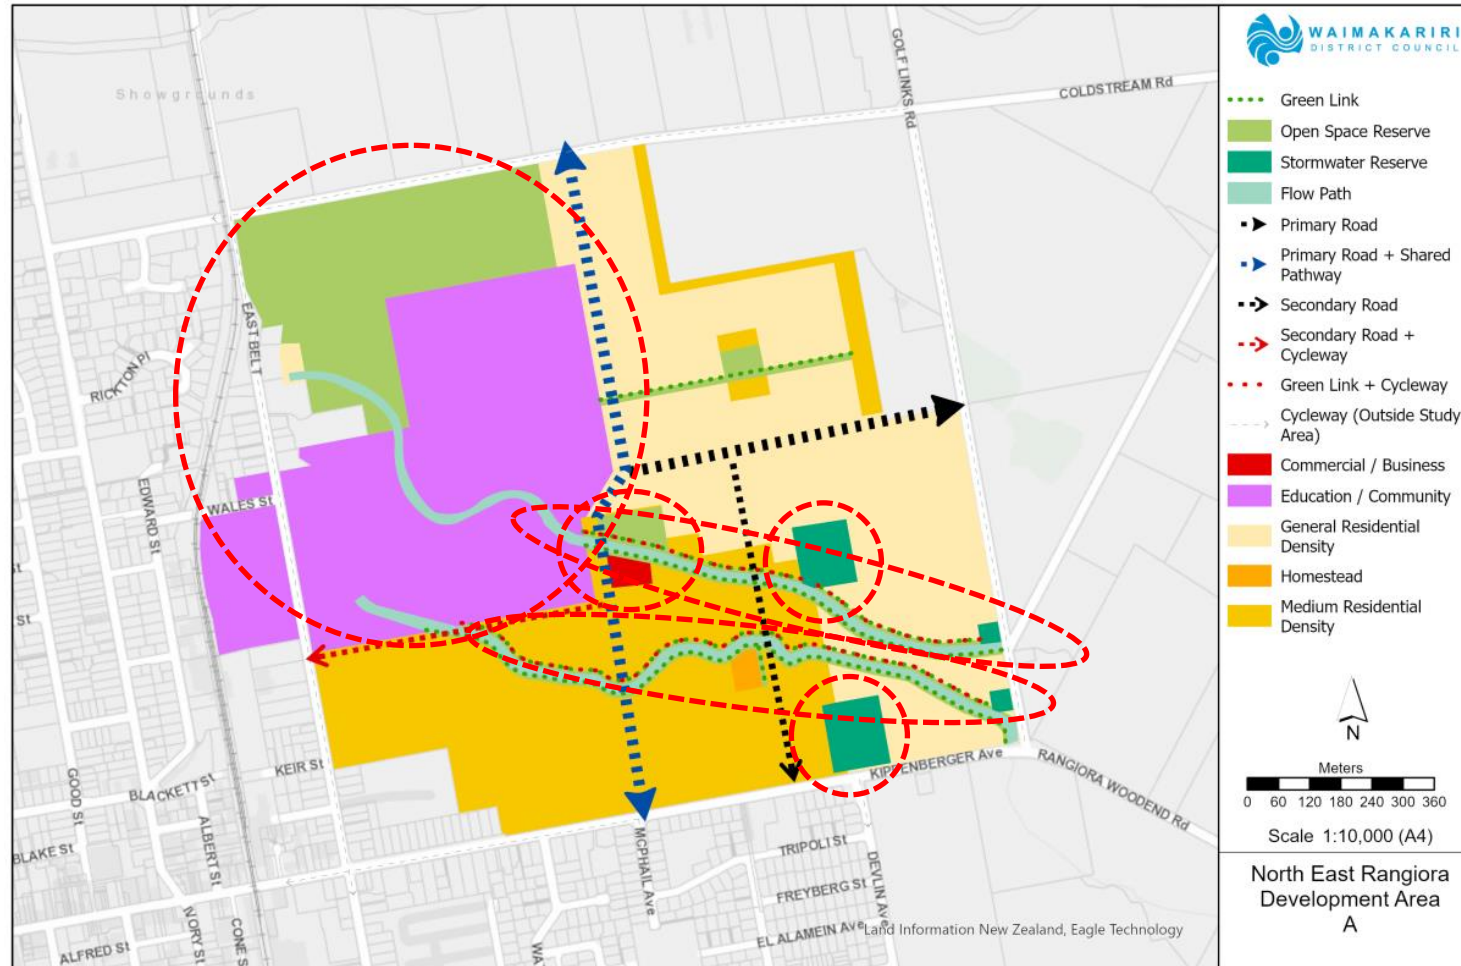 Showgrounds
GOLF LINKS Rd
COLDSTREAM Rd
EAST BELT
RICKTON Pl
WALES St
EDWARD St
St
St
KEIR St
BLACKETT St
GOOD St
BLAKE St
ALBERT St
IVORY St
CONE S
ALFRED St
MCPHAIL Ave
WA
KIPPENBERGER Ave
RANGIORA WOODEND Rd
TRIPOLI St
FREYBERG St
DEVLIN Ave
EL ALAMEIN Ave
Land Information New Zealand, Eagle Technology
WAIMAKARIRI
DISTRICT COUNCIL
Green Link
Open Space Reserve
Stormwater Reserve
Flow Path
Primary Road
Primary Road + Shared
Pathway
Secondary Road
Secondary Road +
Cycleway
Green Link + Cycleway
Cycleway (Outside Study
Area)
Commercial / Business
Education / Community
General Residential
Density
Homestead
Medium Residential
Density
N
Meters
0 60 120 180 240 300 360
Scale 1:10,000 (A4)
North East Rangiora
Development Area
A